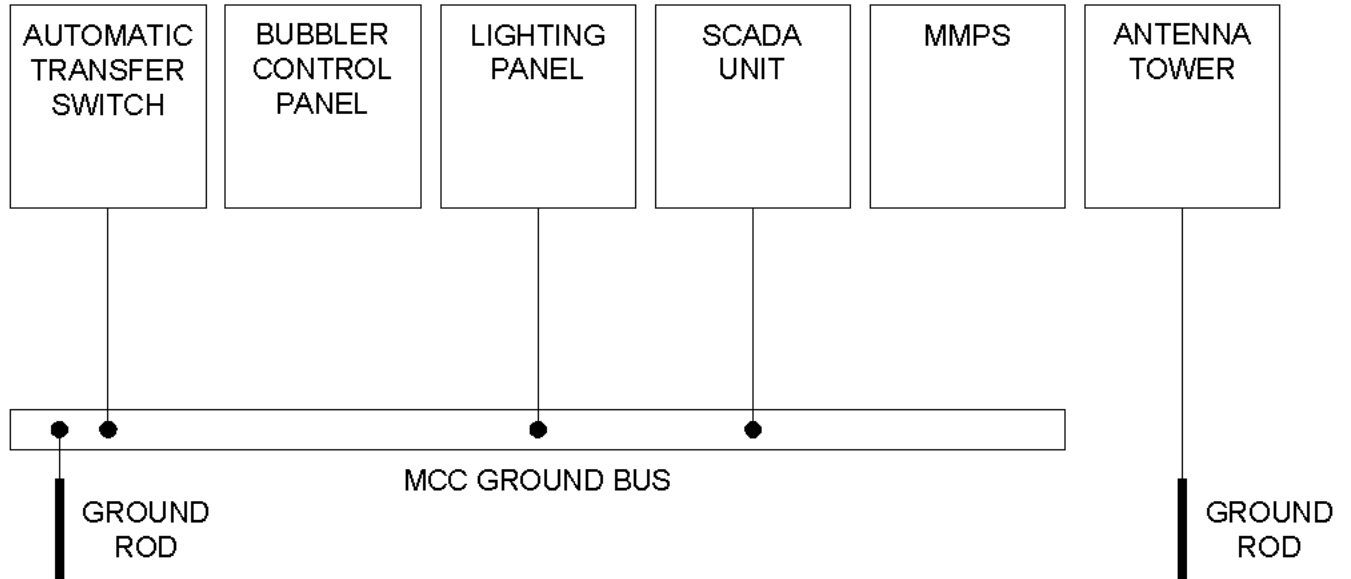 AUTOMATIC
TRANSFER
SWITCH
BUBBLER
CONTROL
PANEL
LIGHTING
PANEL
SCADA
UNIT
MMPS
ANTENNA
TOWER
MCC GROUND BUS
GROUND
ROD
GROUND
ROD